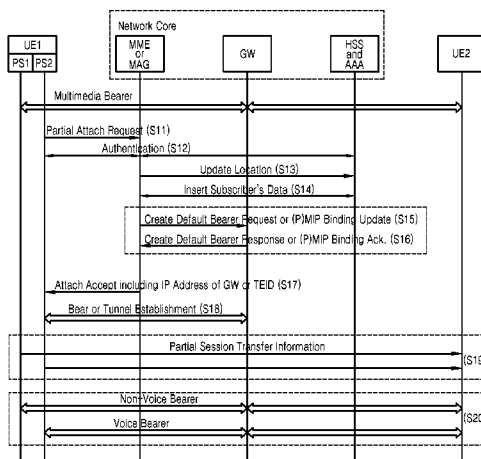 Network Core
UE1
PS1 PS2
MME
or
MAG
GW
HSS
and
AAA
UE2
Multimedia Bearer
Partial Attach Request (S11)
Authentication (S12)
Update Location (S13)
Insert Subscriber's Data (S14)
Create Default Bearer Request or (P)MIP Binding Update (S15)
Create Default Bearer Response or (P)MIP Binding Ack. (S16)
Attach Accept including IP Address of GW or TEID (S17)
Bear or Tunnel Establishment (S18)
Partial Session Transfer Information
(S19
Non-Voice Bearer
(S20
Voice Bearer